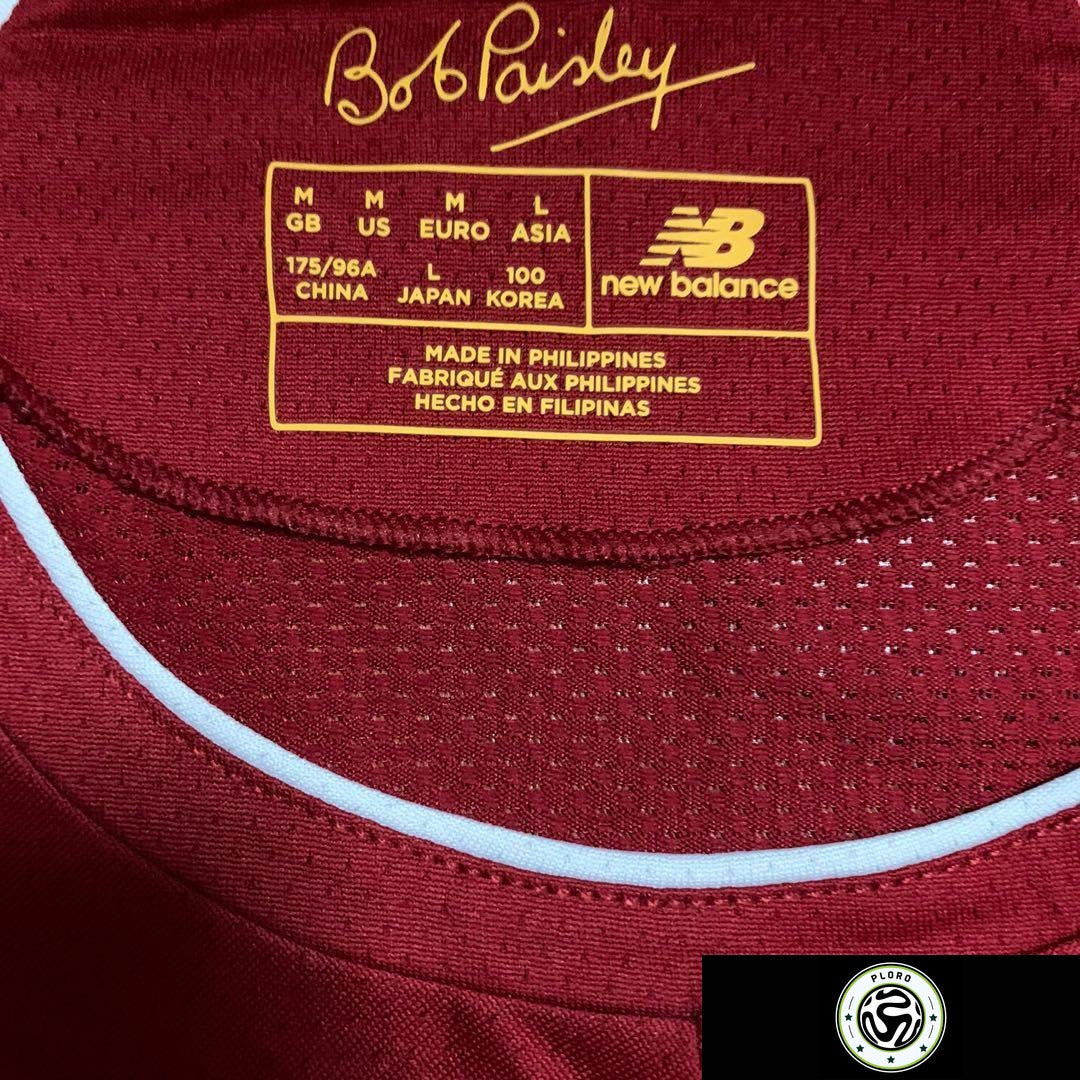 Bob Paisley
M M M L
GB US EURO ASIA
175/96A L 100
CHINA JAPAN KOREA
NB
new balance
MADE IN PHILIPPINES
FABRIQUÉ AUX PHILIPPINES
HECHO EN FILIPINAS
PLORO